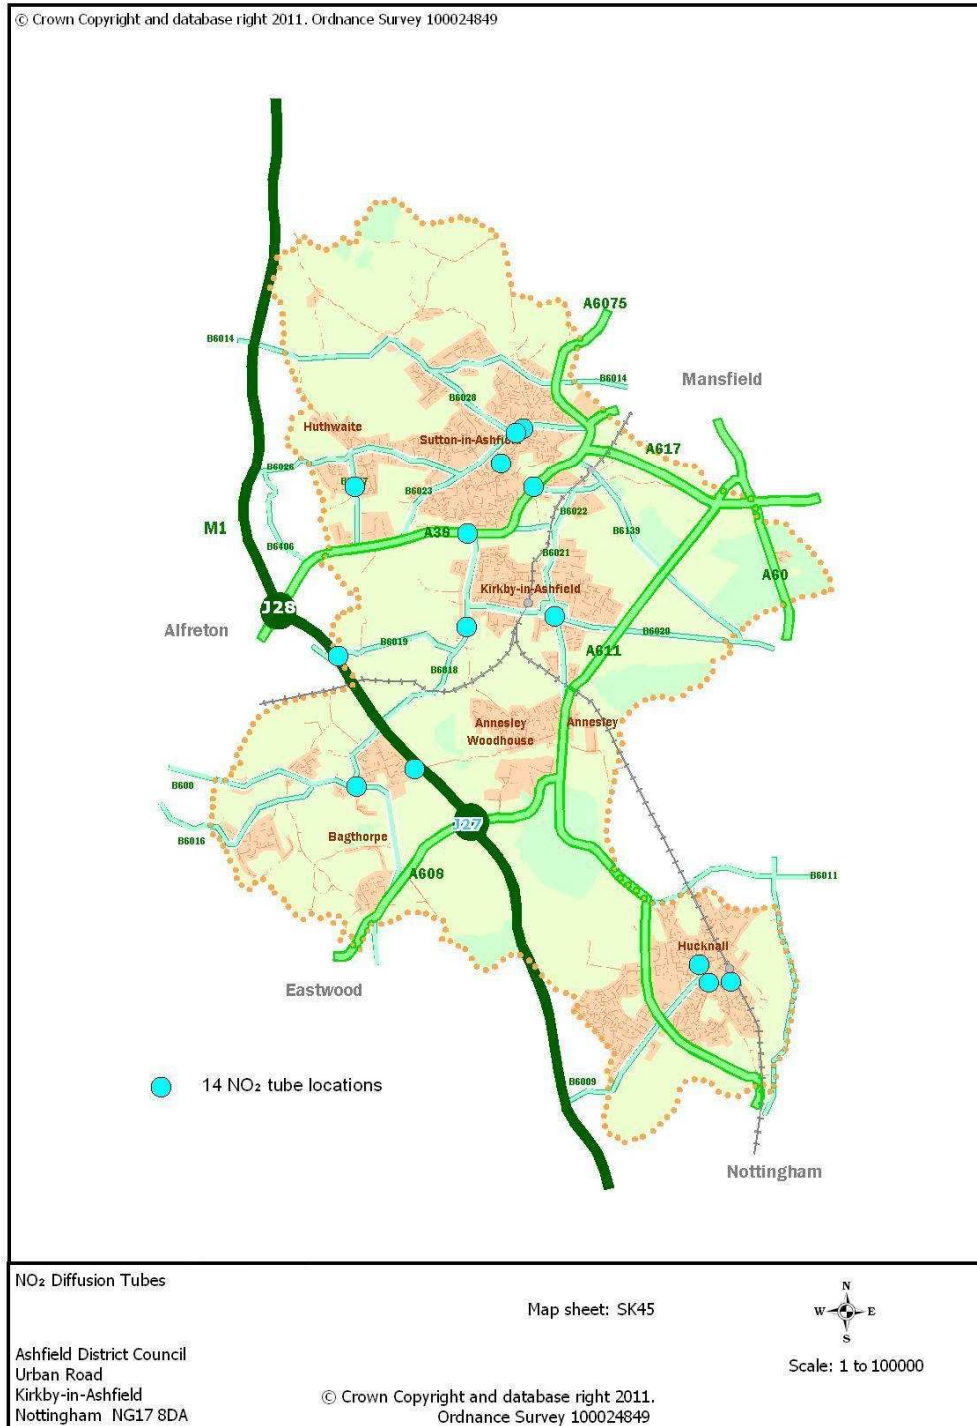 © Crown Copyright and database right 2011. Ordnance Survey 100024849
A6075
B6014
Mansfield
B6014
B6028
Huthwaite
Sutton-in-Ashfield
A617
B6026
B6023
B6022
M1
A38
B6139
B6406
B6021
A60
Kirkby-in-Ashfield
J28
Alfreton
B6019
B6020
A611
B6018
Annesley
Woodhouse
Annesley
B600
J27
B6016
Bagthorpe
A608
B6011
Hucknall
Eastwood
14 NO₂ tube locations
B6009
Nottingham
NO₂ Diffusion Tubes
Map sheet: SK45
N
W E
S
Ashfield District Council
Urban Road
Kirkby-in-Ashfield
Nottingham NG17 8DA
Scale: 1 to 100000
© Crown Copyright and database right 2011.
Ordnance Survey 100024849